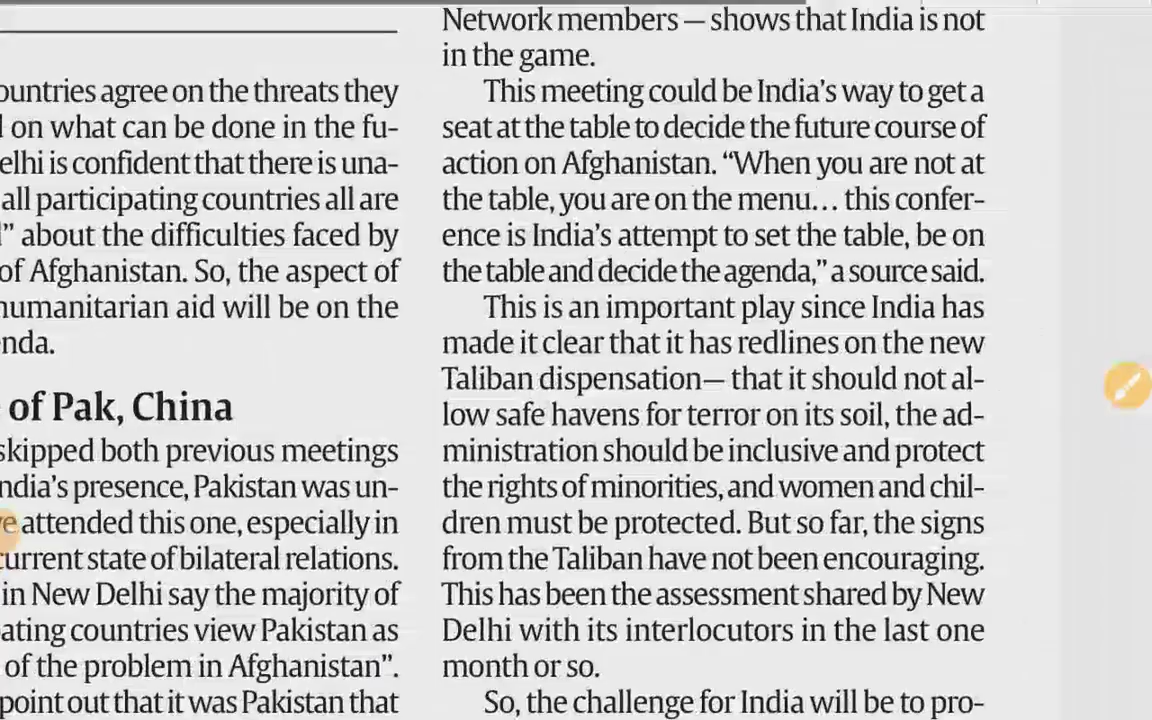 ountries agree on the threats they
on what can be done in the fu-
elhi is confident that there is una-
all participating countries all are
” about the difficulties faced by
of Afghanistan. So, the aspect of
humanitarian aid will be on the
nda.
of Pak, China
skipped both previous meetings
ndia's presence, Pakistan was un-
ve attended this one, especially in
current state of bilateral relations.
in New Delhi say the majority of
ating countries view Pakistan as
of the problem in Afghanistan”.
point out that it was Pakistan that
Network members — shows that India is not
in the game.
This meeting could be India’s way to get a
seat at the table to decide the future course of
action on Afghanistan. “When you are not at
the table, you are on the menu… this confer-
ence is India’s attempt to set the table, be on
the table and decide the agenda,” a source said.
This is an important play since India has
made it clear that it has redlines on the new
Taliban dispensation— that it should not al-
low safe havens for terror on its soil, the ad-
ministration should be inclusive and protect
the rights of minorities, and women and chil-
dren must be protected. But so far, the signs
from the Taliban have not been encouraging.
This has been the assessment shared by New
Delhi with its interlocutors in the last one
month or so.
So, the challenge for India will be to pro-